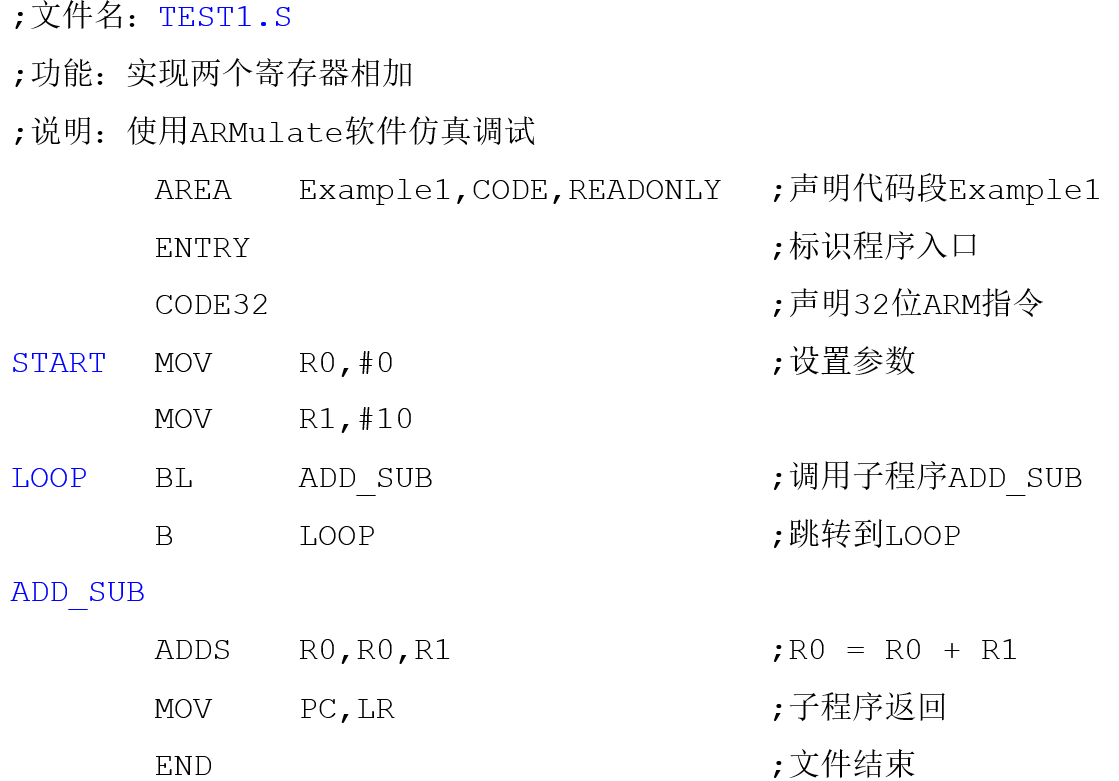 ;文件名：TEST1.S
;功能：实现两个寄存器相加
;说明：使用ARMulate软件仿真调试
AREA Example1,CODE,READONLY ;声明代码段Example1
ENTRY ;标识程序入口
CODE32 ;声明32位ARM指令
START MOV R0,#0 ;设置参数
MOV R1,#10
LOOP BL ADD_SUB ;调用子程序ADD_SUB
B LOOP ;跳转到LOOP
ADD_SUB
ADDS R0,R0,R1 ;R0 = R0 + R1
MOV PC,LR ;子程序返回
END ;文件结束